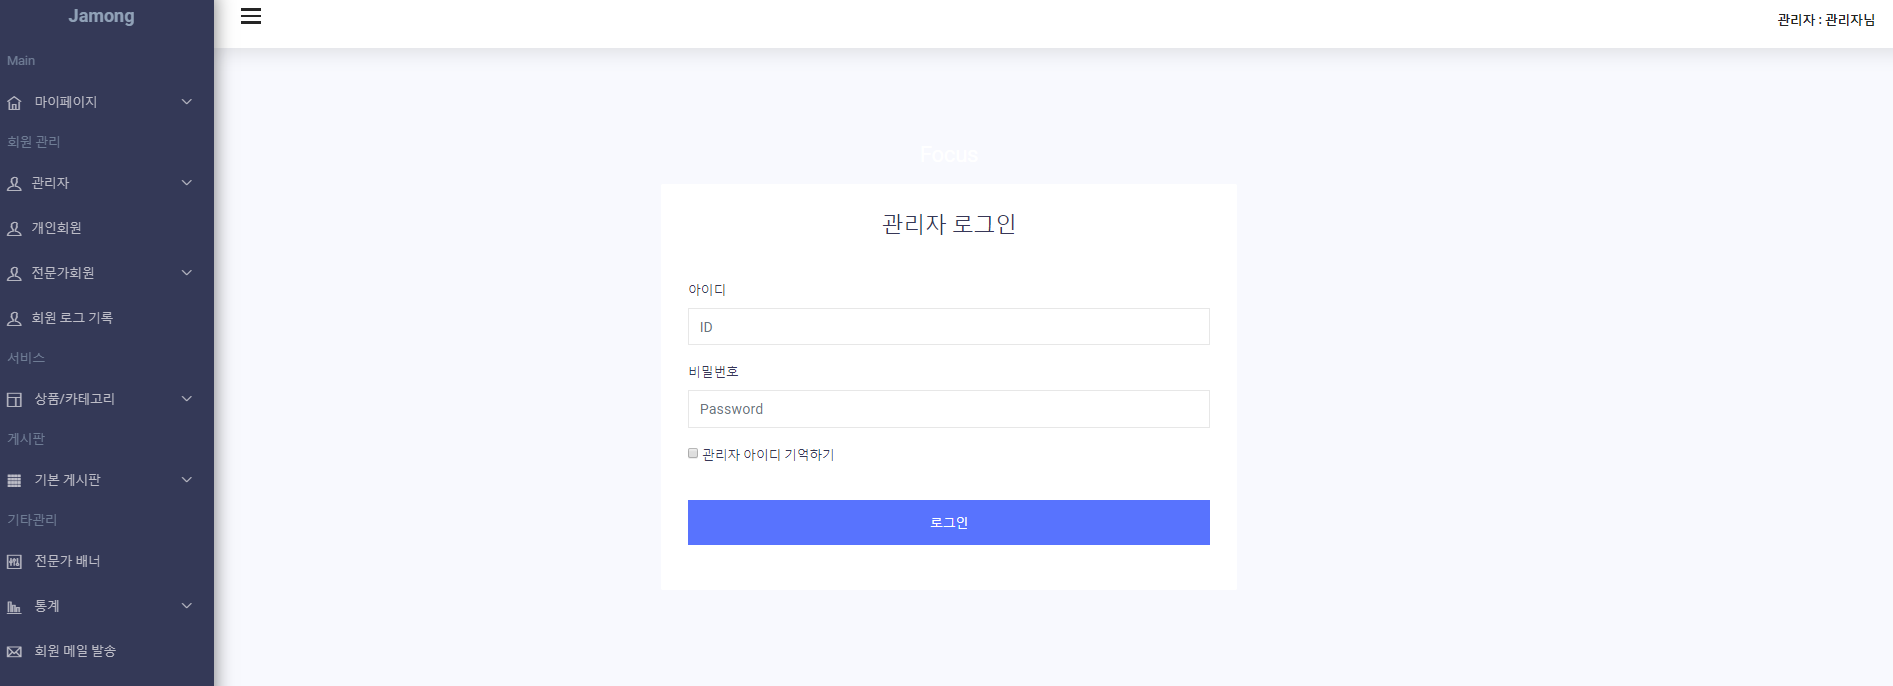 Jamong
관리자 : 관리자님
Main
마이페이지
회원 관리
관리자
개인회원
전문가회원
회원 로그 기록
서비스
상품/카테고리
게시판
기본 게시판
기타관리
전문가 배너
통계
회원 메일 발송
Focus
관리자 로그인
아이디
ID
비밀번호
Password
관리자 아이디 기억하기
로그인